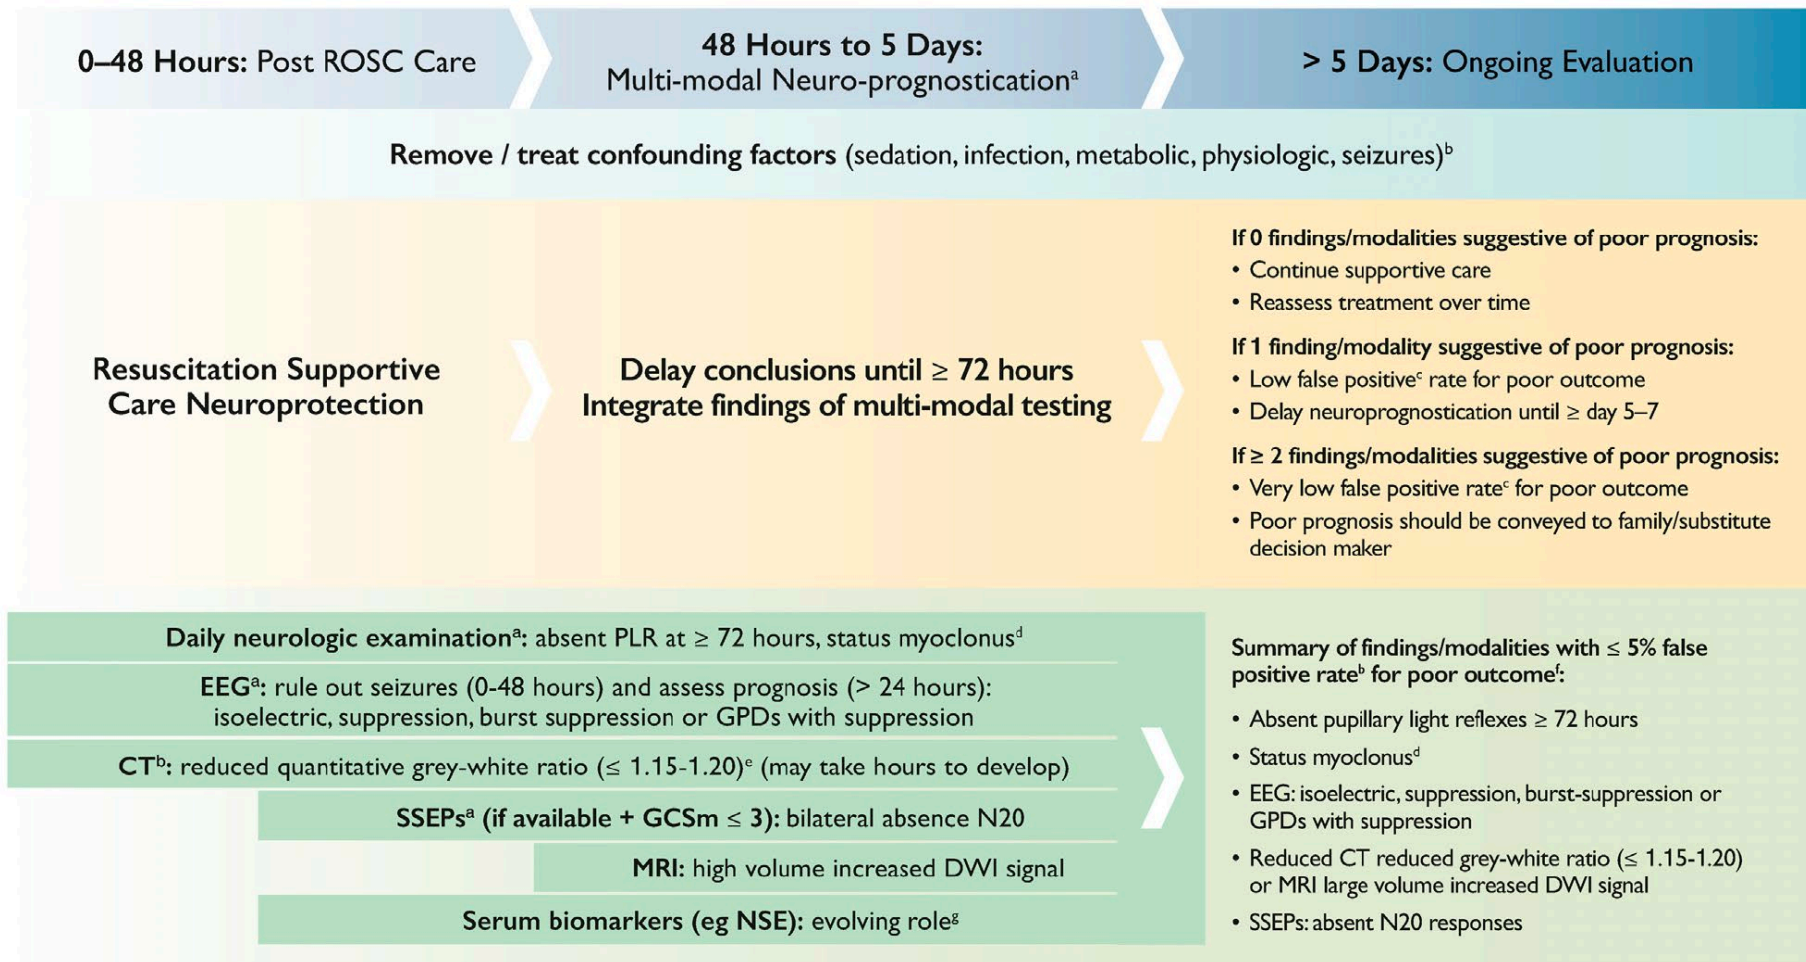 0–48 Hours: Post ROSC Care
48 Hours to 5 Days:
Multi-modal Neuro-prognosticationᵃ
> 5 Days: Ongoing Evaluation
Remove / treat confounding factors (sedation, infection, metabolic, physiologic, seizures)ᵇ
Resuscitation Supportive
Care Neuroprotection
Delay conclusions until ≥ 72 hours
Integrate findings of multi-modal testing
If 0 findings/modalities suggestive of poor prognosis:
• Continue supportive care
• Reassess treatment over time
If 1 finding/modality suggestive of poor prognosis:
• Low false positiveᶜ rate for poor outcome
• Delay neuroprognostication until ≥ day 5–7
If ≥ 2 findings/modalities suggestive of poor prognosis:
• Very low false positive rateᶜ for poor outcome
• Poor prognosis should be conveyed to family/substitute
decision maker
Daily neurologic examinationᵃ: absent PLR at ≥ 72 hours, status myoclonusᵈ
EEGᵃ: rule out seizures (0-48 hours) and assess prognosis (> 24 hours):
isoelectric, suppression, burst suppression or GPDs with suppression
CTᵇ: reduced quantitative grey-white ratio (≤ 1.15-1.20)ᵉ (may take hours to develop)
SSEPsᵃ (if available + GCSm ≤ 3): bilateral absence N20
MRI: high volume increased DWI signal
Serum biomarkers (eg NSE): evolving roleᵍ
Summary of findings/modalities with ≤ 5% false
positive rateᵇ for poor outcomeᶠ:
• Absent pupillary light reflexes ≥ 72 hours
• Status myoclonusᵈ
• EEG: isoelectric, suppression, burst-suppression or
GPDs with suppression
• Reduced CT reduced grey-white ratio (≤ 1.15-1.20)
or MRI large volume increased DWI signal
• SSEPs: absent N20 responses